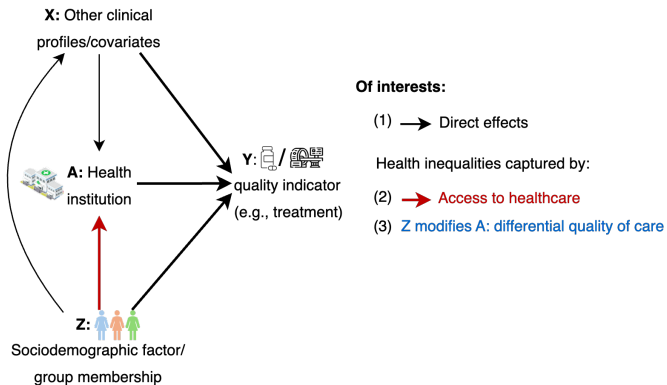 X: Other clinical
profiles/covariates
Of interests:
(1) Direct effects
Health inequalities captured by:
(2) Access to healthcare
(3) Z modifies A: differential quality of care
A: Health
institution
Y: /
quality indicator
(e.g., treatment)
Z:
Sociodemographic factor/
group membership